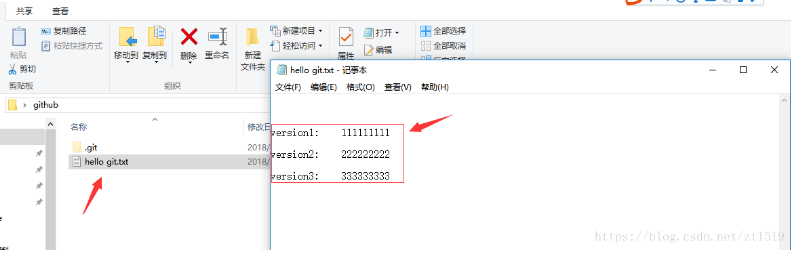 共享 查看
复制路径
粘贴快捷方式
粘贴
剪切
剪贴板
移动到 复制到 删除 重命名
组织
新建
文件夹
新建项目
轻松访问
属性
打开
编辑
全部选择
全部取消
github
名称 修改日
.git 2018/
hello git.txt 2018/
hello git.txt - 记事本
文件(F) 编辑(E) 格式(O) 查看(V) 帮助(H)
version1: 111111111
version2: 222222222
version3: 333333333
https://blog.csdn.net/zt1519